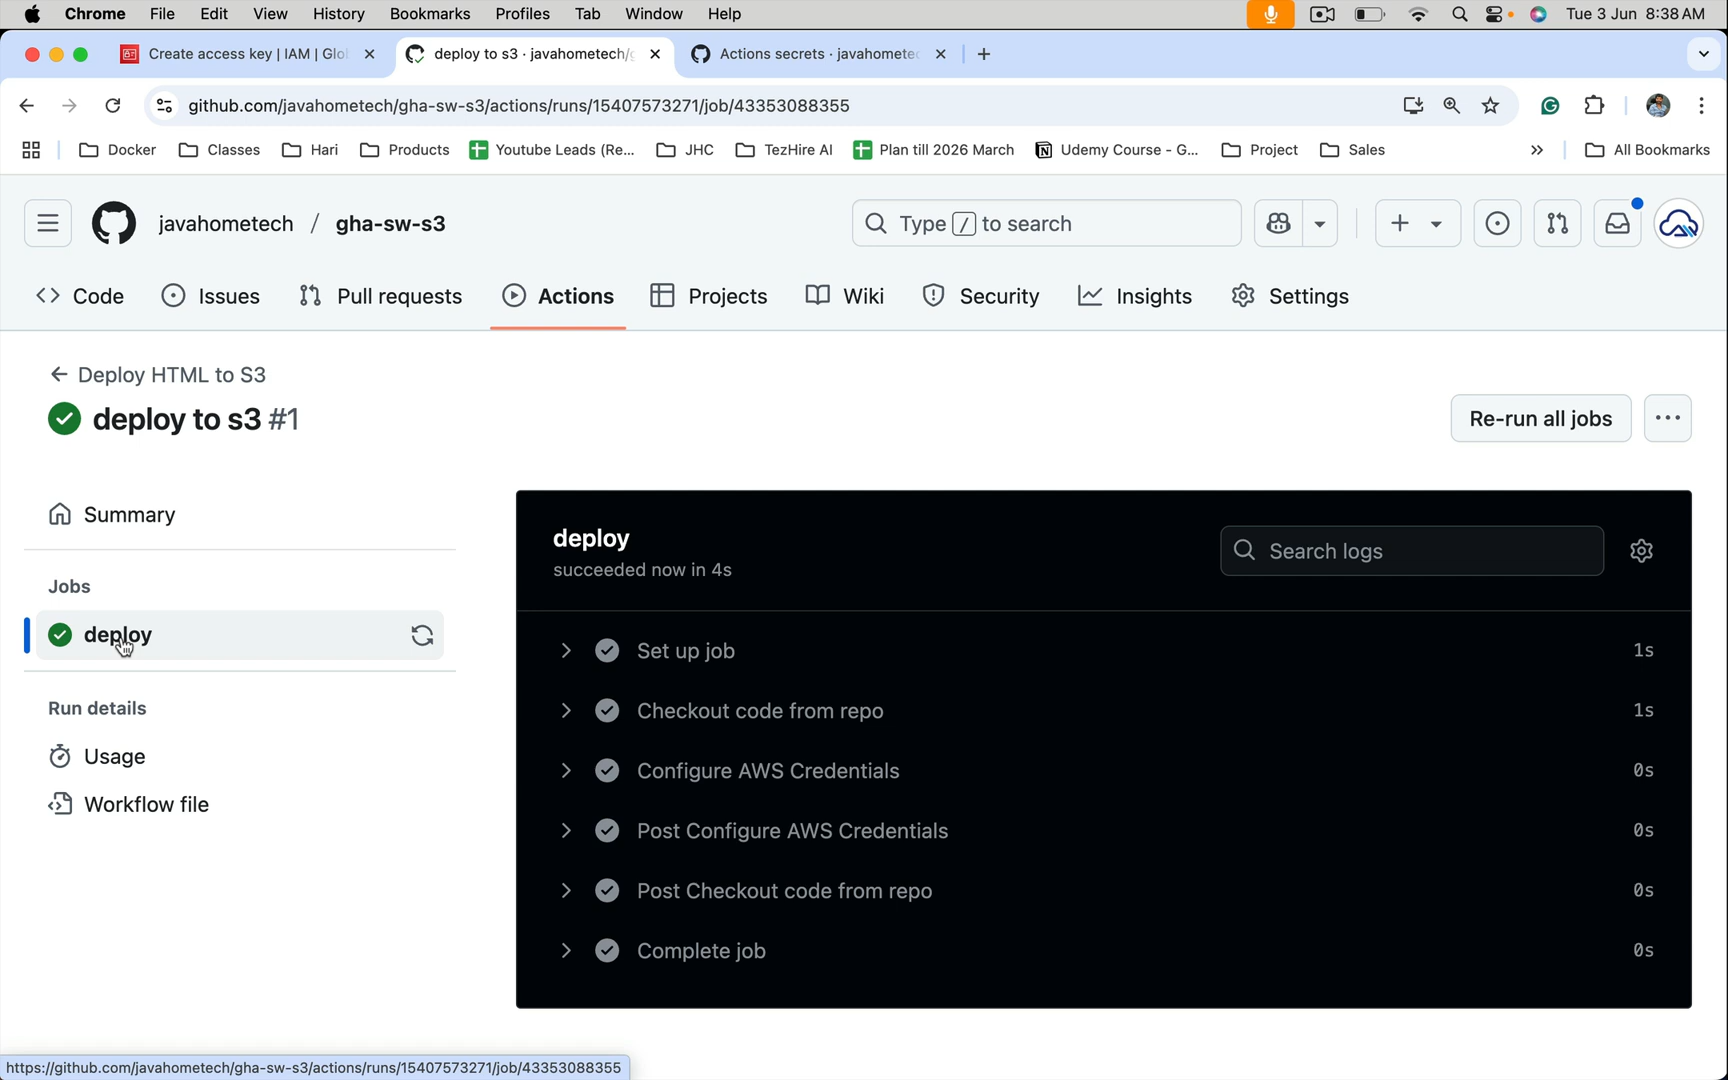 Chrome File Edit View History Bookmarks Profiles Tab Window Help Tue 3 Jun 8:38 AM
Create access key | IAM | Glo
deploy to s3 · javahometech/g
Actions secrets · javahometec
github.com/javahometech/gha-sw-s3/actions/runs/15407573271/job/43353088355
Docker Classes Hari Products Youtube Leads (Re... JHC TezHire AI Plan till 2026 March Udemy Course - G... Project Sales » All Bookmarks
javahometech / gha-sw-s3 Type / to search
Code Issues Pull requests Actions Projects Wiki Security Insights Settings
Deploy HTML to S3
deploy to s3 #1
Re-run all jobs
Summary
Jobs
deploy
Run details
Usage
Workflow file
deploy
succeeded now in 4s
Search logs
Set up job 1s
Checkout code from repo 1s
Configure AWS Credentials 0s
Post Configure AWS Credentials 0s
Post Checkout code from repo 0s
Complete job 0s
https://github.com/javahometech/gha-sw-s3/actions/runs/15407573271/job/43353088355